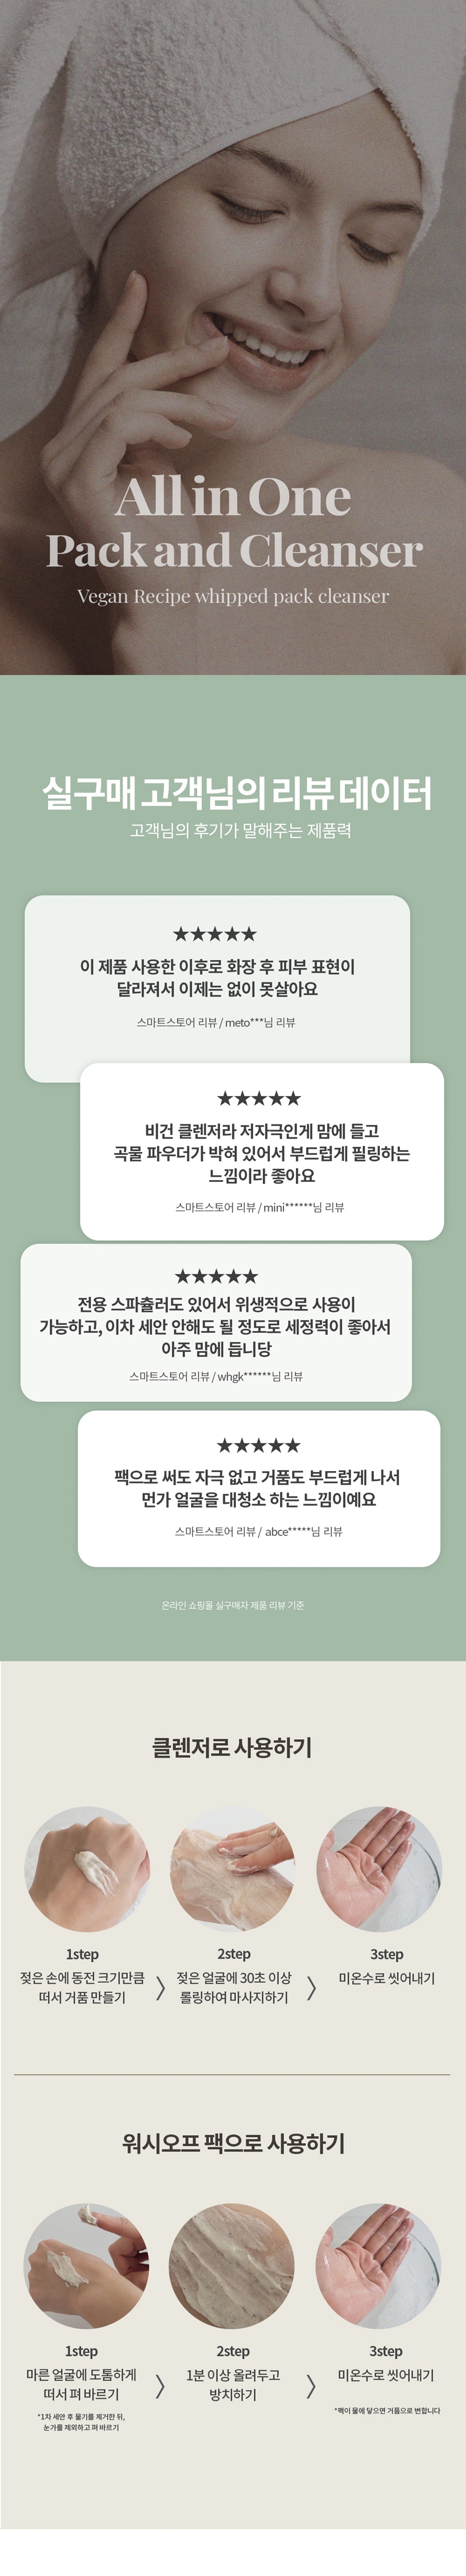 All in One
Pack and Cleanser
Vegan Recipe whipped pack cleanser
실구매 고객님의 리뷰 데이터
고객님의 후기가 말해주는 제품력
★★★★★
이 제품 사용한 이후로 화장 후 피부 표현이
달라져서 이제는 없이 못살아요
스마트스토어 리뷰 / meto***님 리뷰
★★★★★
비건 클렌저라 저자극인게 맘에 들고
곡물 파우더가 박혀 있어서 부드럽게 필링하는
느낌이라 좋아요
스마트스토어 리뷰 / mini******님 리뷰
★★★★★
전용 스파츌러도 있어서 위생적으로 사용이
가능하고, 이차 세안 안해도 될 정도로 세정력이 좋아서
아주 맘에 듭니당
스마트스토어 리뷰 / whgk******님 리뷰
★★★★★
팩으로 써도 자극 없고 거품도 부드럽게 나서
먼가 얼굴을 대청소 하는 느낌이예요
스마트스토어 리뷰 / abce*****님 리뷰
온라인 쇼핑몰 실구매자 제품 리뷰 기준
클렌저로 사용하기
1step
젖은 손에 동전 크기만큼
떠서 거품 만들기
2step
젖은 얼굴에 30초 이상
롤링하여 마사지하기
3step
미온수로 씻어내기
워시오프 팩으로 사용하기
1step
마른 얼굴에 도톰하게
떠서 펴 바르기
*1차 세안 후 물기를 제거한 뒤,
눈가를 제외하고 펴 바르기
2step
1분 이상 올려두고
방치하기
3step
미온수로 씻어내기
*팩이 물에 닿으면 거품으로 변합니다